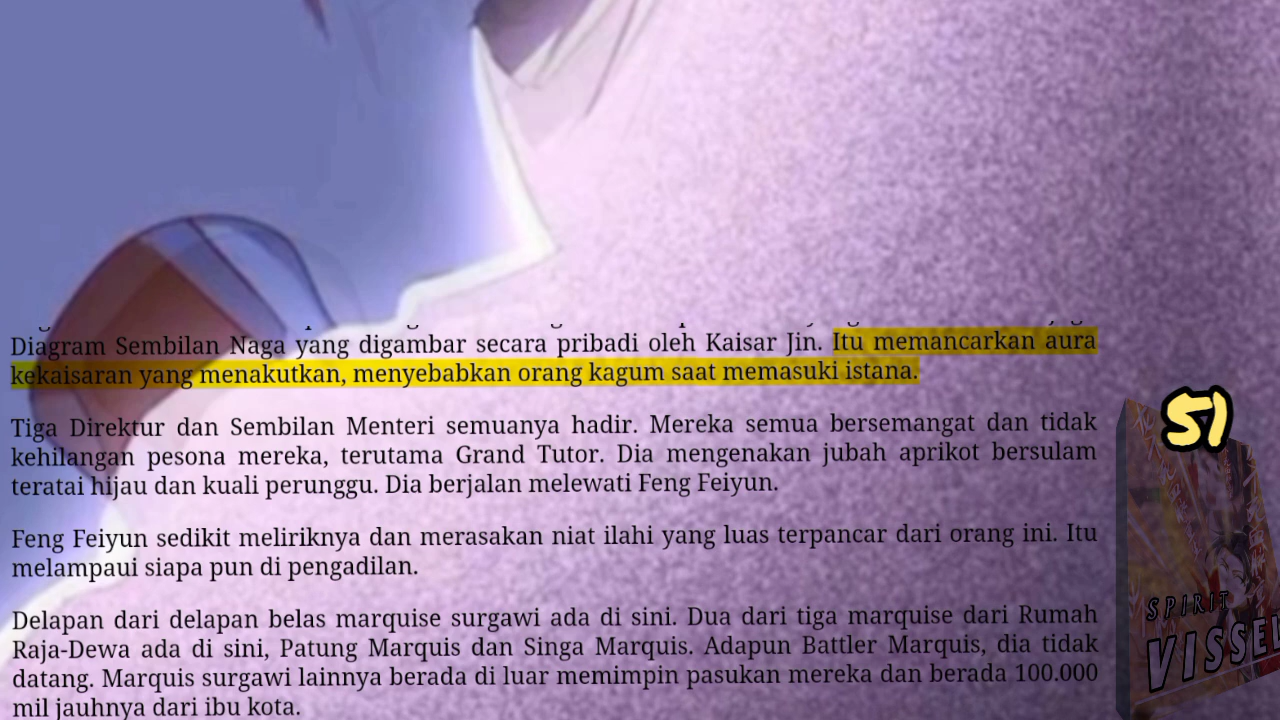 Diagram Sembilan Naga yang digambar secara pribadi oleh Kaisar Jin. Itu memancarkan aura
kekaisaran yang menakutkan, menyebabkan orang kagum saat memasuki istana.
Tiga Direktur dan Sembilan Menteri semuanya hadir. Mereka semua bersemangat dan tidak
kehilangan pesona mereka, terutama Grand Tutor. Dia mengenakan jubah aprikot bersulam
teratai hijau dan kuali perunggu. Dia berjalan melewati Feng Feiyun.
Feng Feiyun sedikit meliriknya dan merasakan niat ilahi yang luas terpancar dari orang ini. Itu
melampaui siapa pun di pengadilan.
Delapan dari delapan belas marquise surgawi ada di sini. Dua dari tiga marquise dari Rumah
Raja-Dewa ada di sini, Patung Marquis dan Singa Marquis. Adapun Battler Marquis, dia tidak
datang. Marquis surgawi lainnya berada di luar memimpin pasukan mereka dan berada 100.000
mil jauhnya dari ibu kota.
SI
SPIRIT
VISSEL